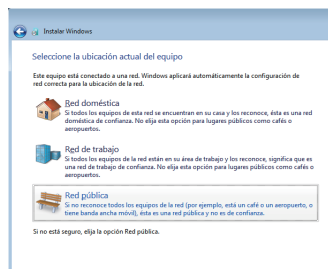 Instalar Windows
Seleccione la ubicación actual del equipo
Este equipo está conectado a una red. Windows aplicará automáticamente la configuración de
red correcta para la ubicación de la red.
Red doméstica
Si todos los equipos de esta red se encuentran en su casa y los reconoce, ésta es una red
doméstica de confianza. No elija esta opción para lugares públicos como cafés o
aeropuertos.
Red de trabajo
Si todos los equipos de la red están en su área de trabajo y los reconoce, significa que es
una red de trabajo de confianza. No elija esta opción para lugares públicos como cafés o
aeropuertos.
Red pública
Si no reconoce todos los equipos de la red (por ejemplo, está un café o un aeropuerto, o
tiene banda ancha móvil), ésta es una red pública y no es de confianza.
Si no está seguro, elija la opción Red pública.